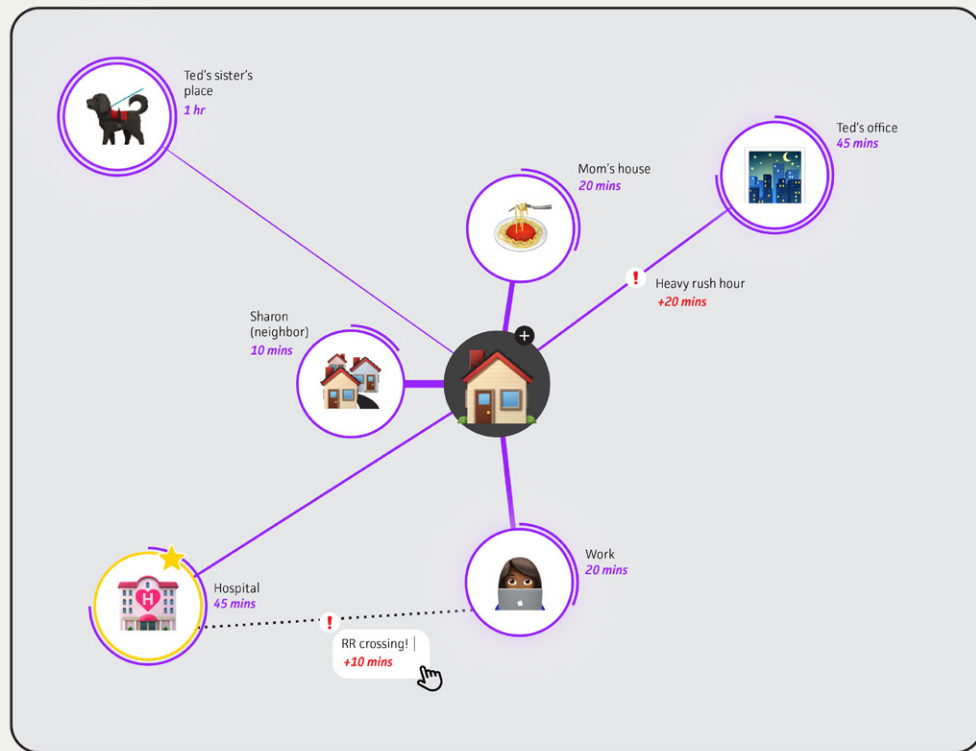 Ted's sister's
place
1 hr
Ted's office
45 mins
Mom's house
20 mins
Heavy rush hour
+20 mins
Sharon
(neighbor)
10 mins
Work
20 mins
Hospital
45 mins
RR crossing!
+10 mins